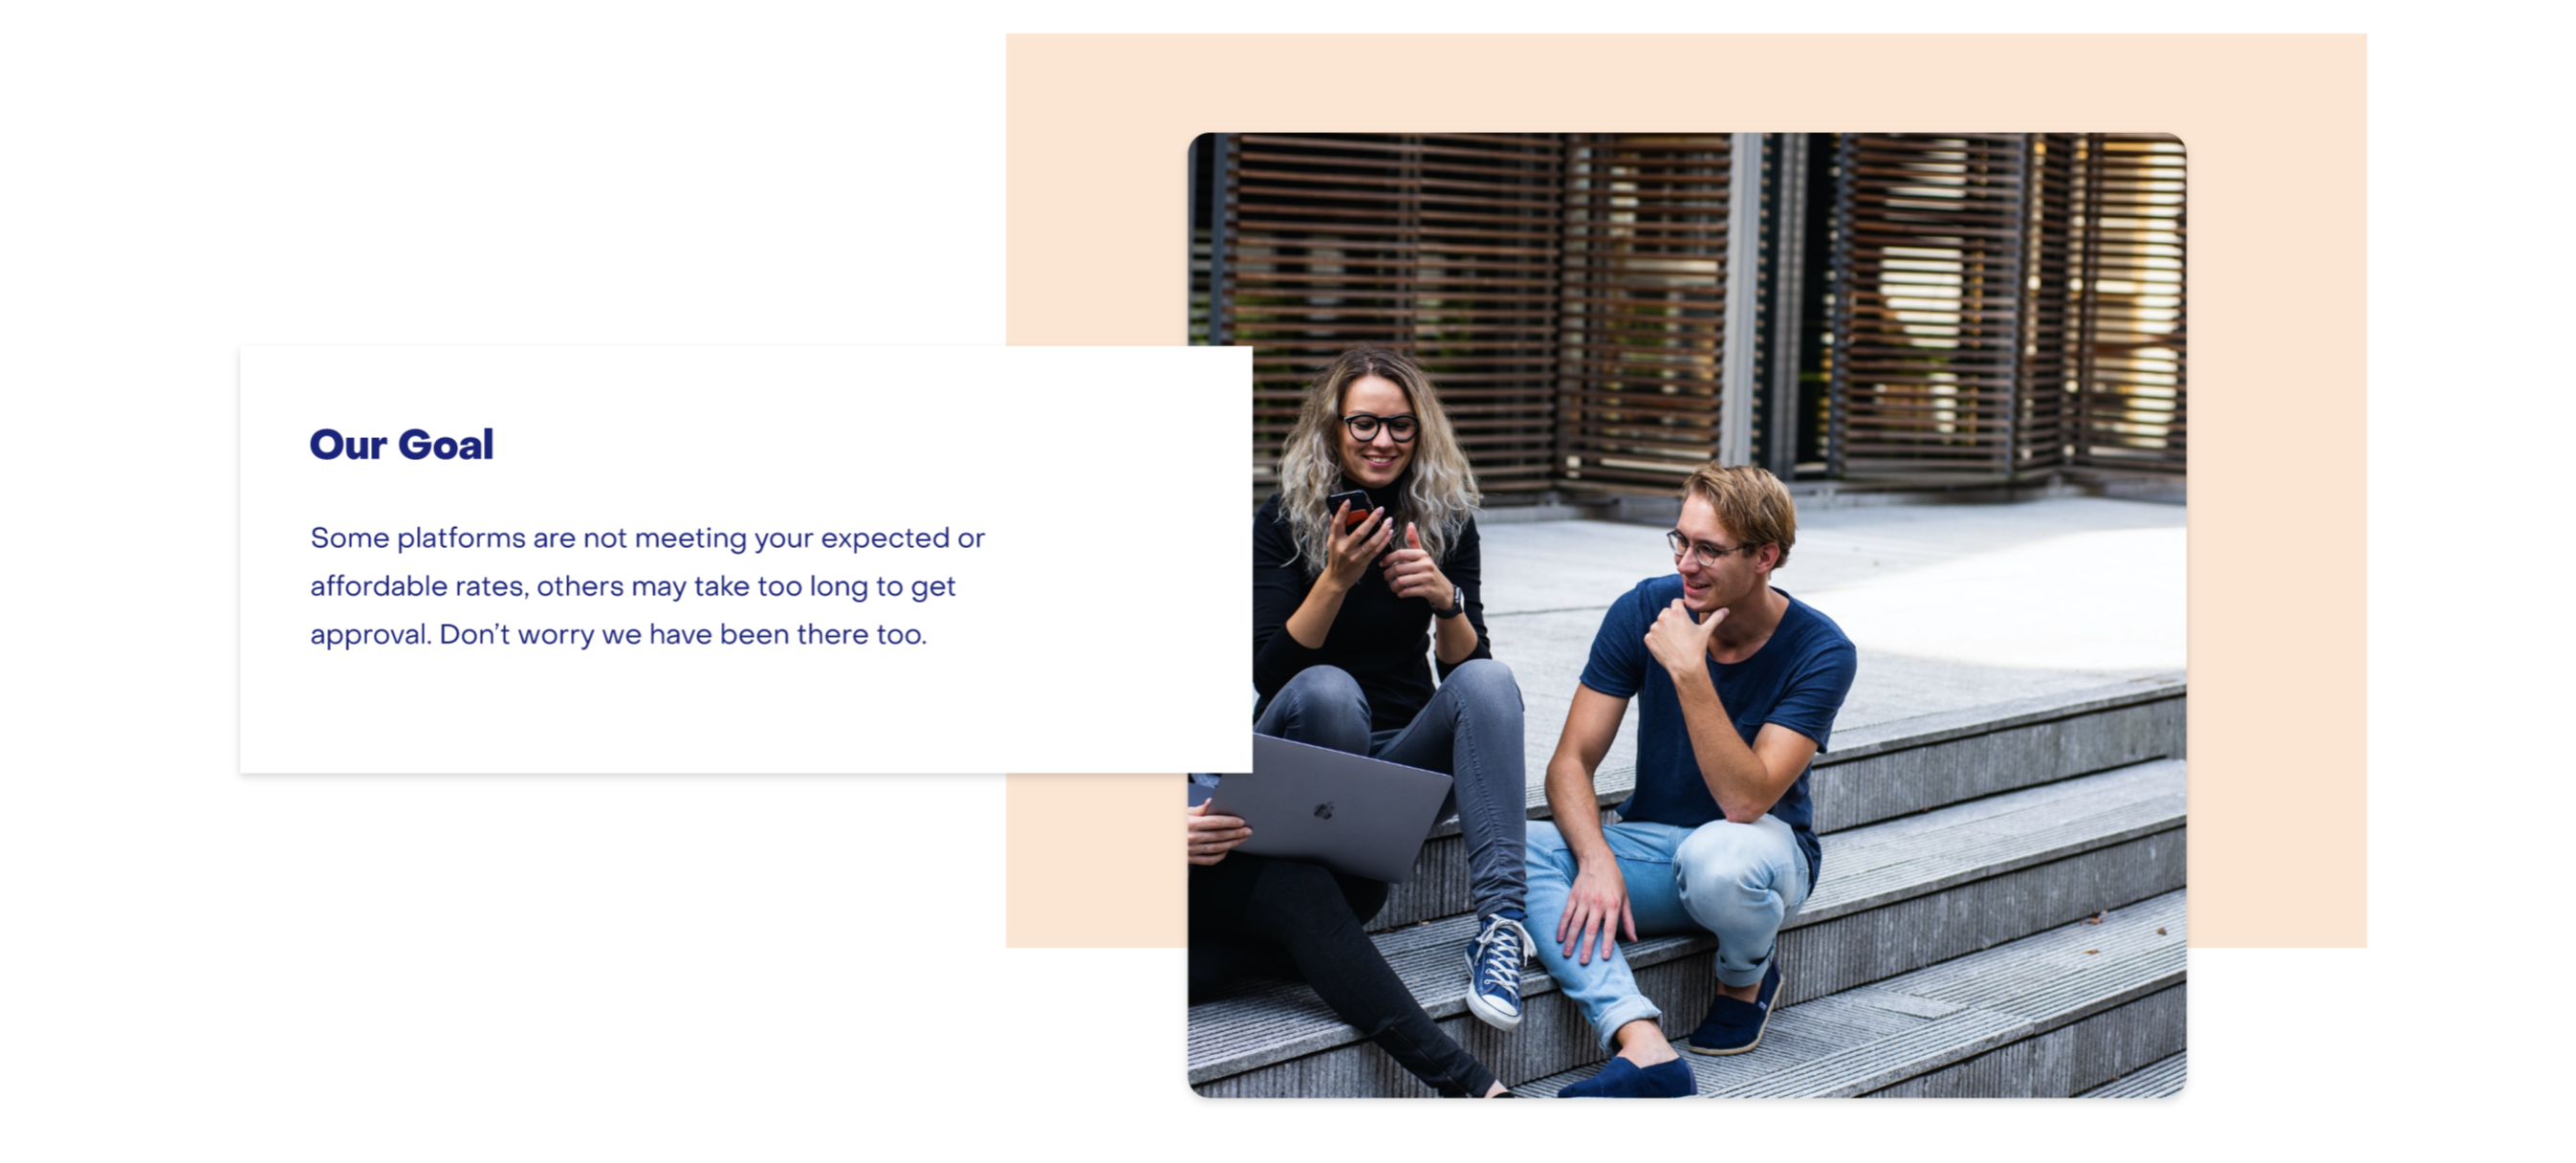 Our Goal
Some platforms are not meeting your expected or
affordable rates, others may take too long to get
approval. Don’t worry we have been there too.